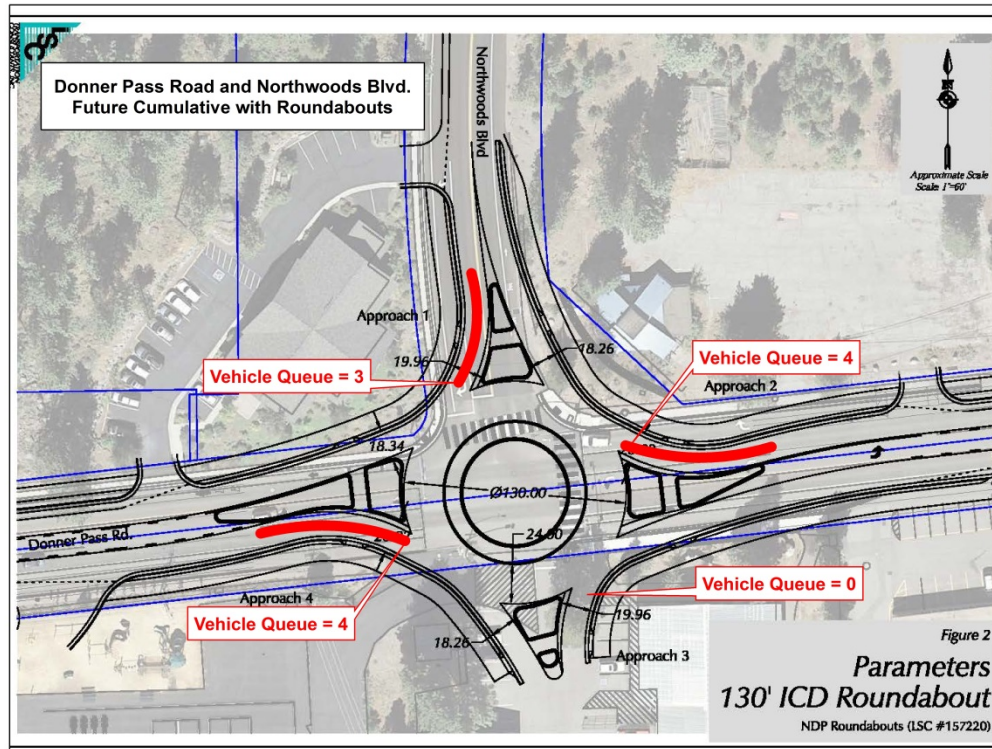 LSC
Donner Pass Road and Northwoods Blvd.
Future Cumulative with Roundabouts
Northwoods Blvd
Approximate Scale
Scale 1"=60'
Approach 1
19.96
18.26
Vehicle Queue = 3
Vehicle Queue = 4
Approach 2
18.34
Ø130.00
24.00
Donner Pass Rd.
Vehicle Queue = 0
Approach 4
Vehicle Queue = 4
18.26
19.96
Approach 3
Figure 2
Parameters
130' ICD Roundabout
NDP Roundabouts (LSC #157220)